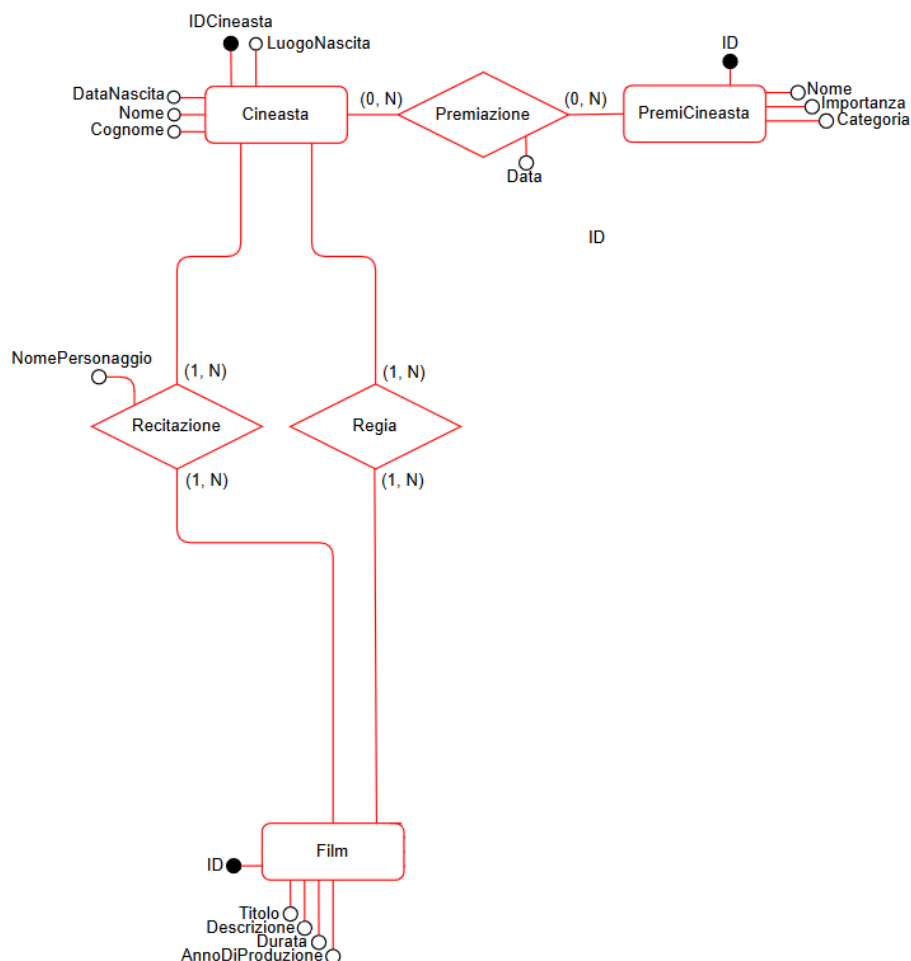 IDCineasta
LuogoNascita
ID
DataNascita
Nome
Cognome
Cineasta
(0, N)
Premiazione
(0, N)
PremiCineasta
Nome
Importanza
Categoria
Data
ID
NomePersonaggio
(1, N)
(1, N)
Recitazione
Regia
(1, N)
(1, N)
Film
ID
Titolo
Descrizione
Durata
AnnoDiProduzione